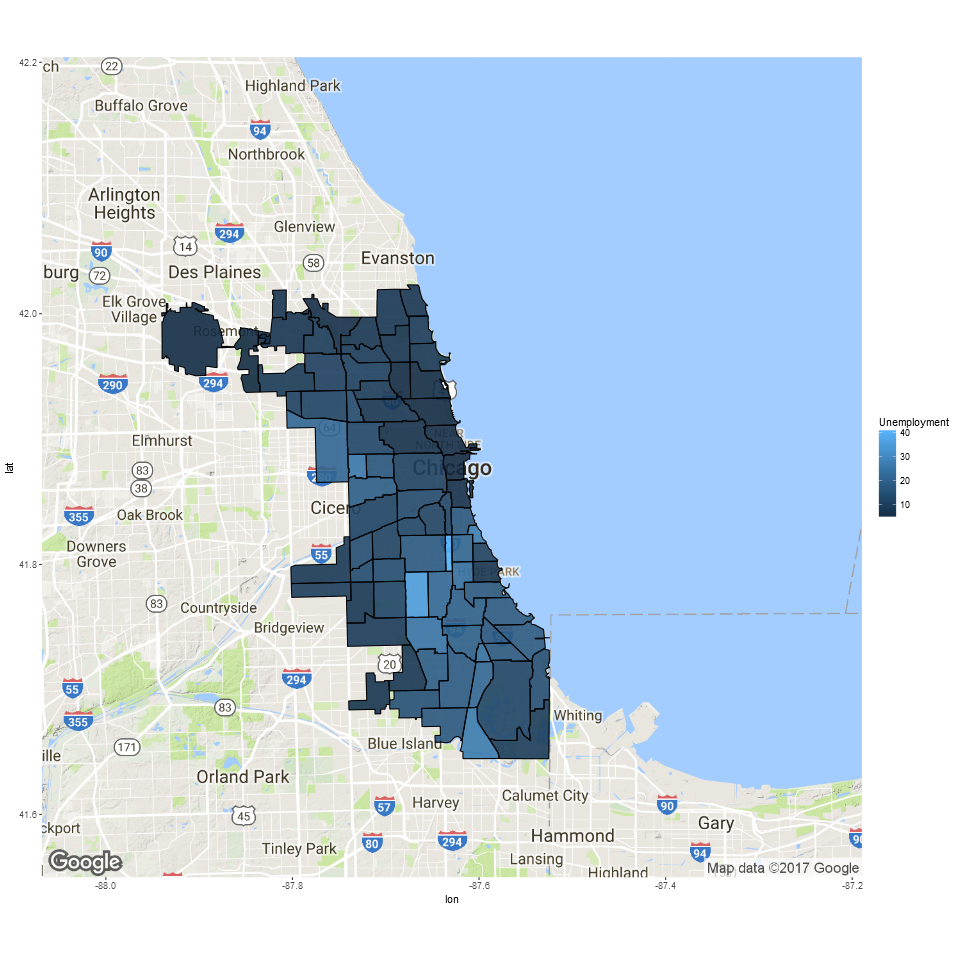 42.2
ch
22
Highland Park
Buffalo Grove
94
Northbrook
Arlington
Heights
Glenview
294
14
90
Evanston
58
burg
72
Des Plaines
42.0
Elk Grove
Village
Rosemont
290
294
64
NEAR
NORTH SIDE
Unemployment
40
30
20
10
Elmhurst
83
Chicago
38
lat
Oak Brook
Cicero
355
Downers
Grove
55
41.8
HYDE PARK
83
Countryside
Bridgeview
20
294
55
83
355
Whiting
171
Blue Island
ille
Orland Park
Calumet City
57
Harvey
90
41.6
45
Gary
ckport
Hammond
80
294
90
Tinley Park
94
Lansing
Google
Highland
Map data ©2017 Google
-88.0
-87.8
-87.6
-87.4
-87.2
lon